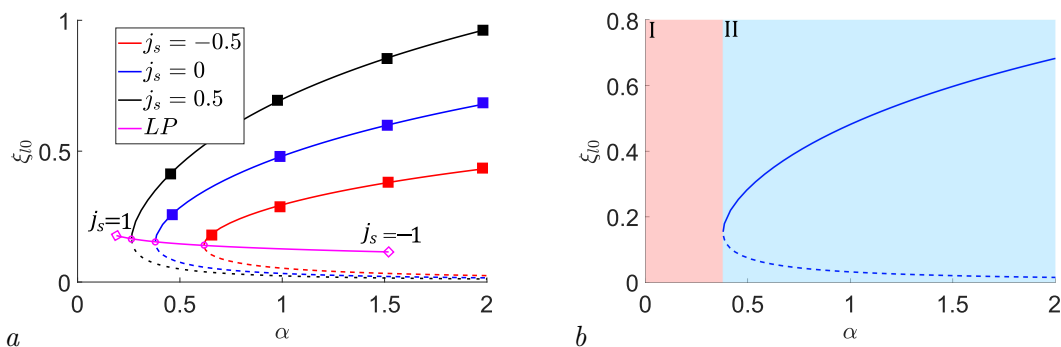 1
0.5
0
ξ_{l0}
j_s = −0.5
j_s = 0
j_s = 0.5
LP
j_s=1
j_s=−1
0 0.5 1 1.5 2
α
a
0.8
0.6
0.4
0.2
0
ξ_{l0}
I II
0 0.5 1 1.5 2
α
b